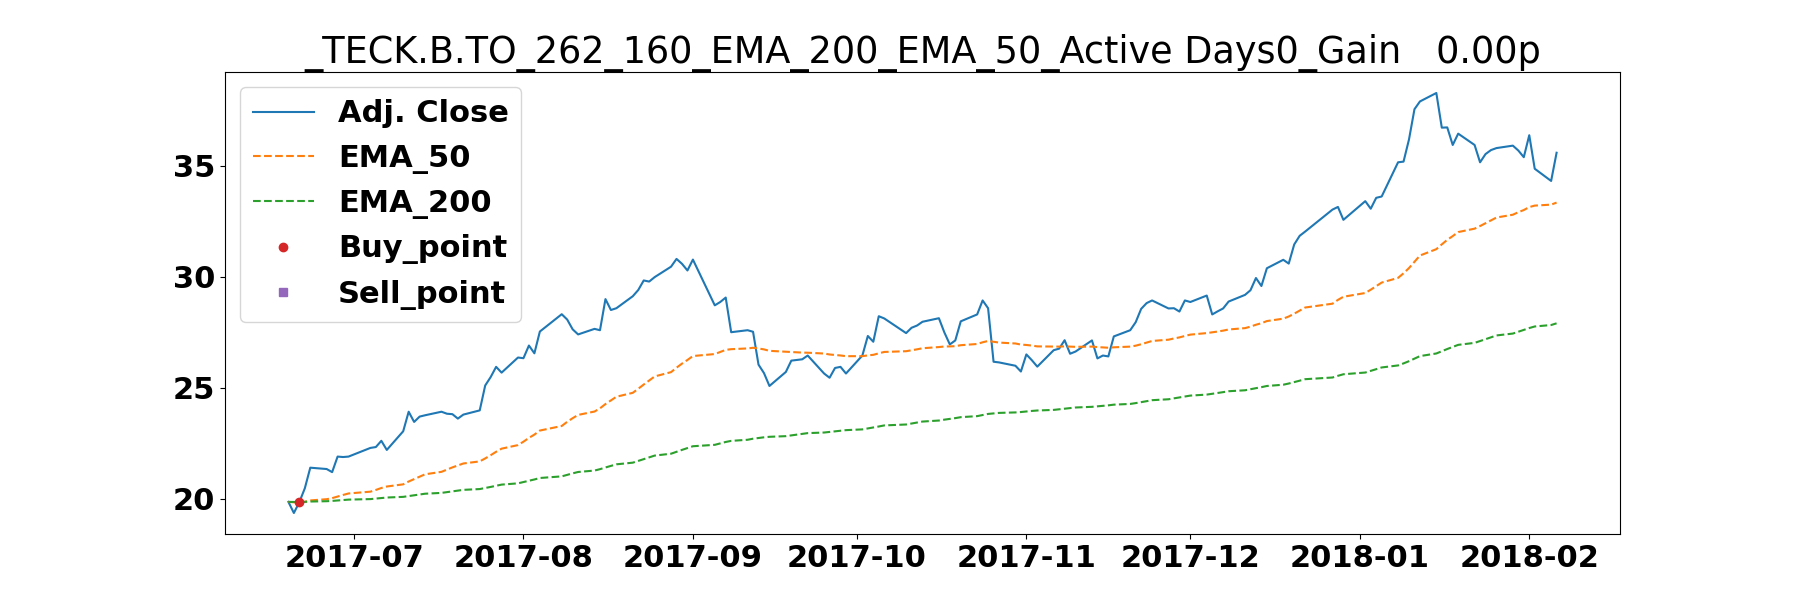 _TECK.B.TO_262_160_EMA_200_EMA_50_Active Days0_Gain   0.00p
Adj. Close
EMA_50
EMA_200
Buy_point
Sell_point
35
30
25
20
2017-07 2017-08 2017-09 2017-10 2017-11 2017-12 2018-01 2018-02